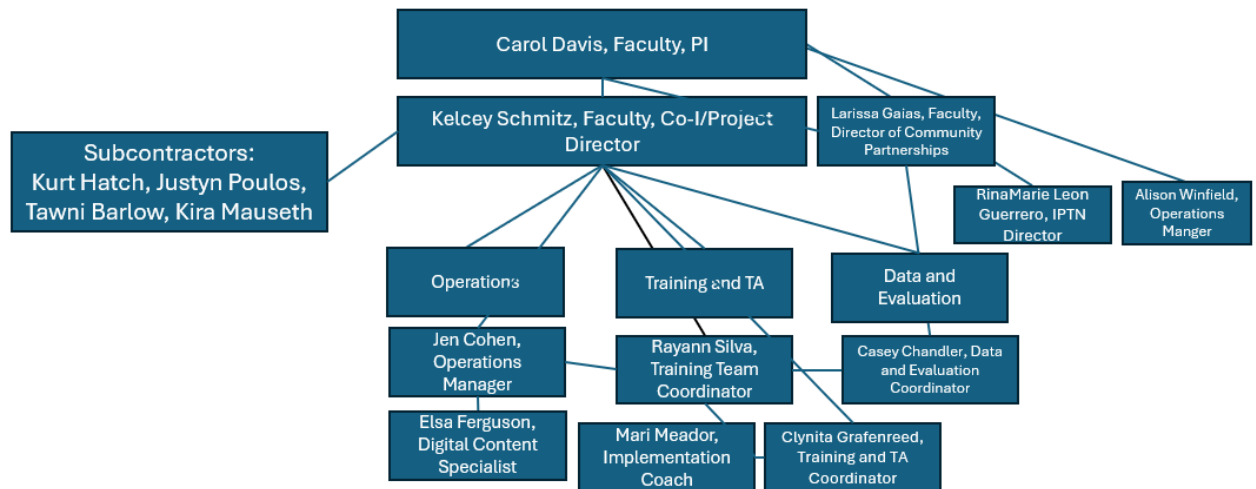 Carol Davis, Faculty, PI
Kelcey Schmitz, Faculty, Co-I/Project
Director
Larissa Gaias, Faculty,
Director of Community
Partnerships
Subcontractors:
Kurt Hatch, Justyn Poulos,
Tawni Barlow, Kira Mauseth
RinaMarie Leon
Guerrero, IPTN
Director
Alison Winfield,
Operations
Manger
Operations
Training and TA
Data and
Evaluation
Jen Cohen,
Operations
Manager
Rayann Silva,
Training Team
Coordinator
Casey Chandler, Data
and Evaluation
Coordinator
Elsa Ferguson,
Digital Content
Specialist
Mari Meador,
Implementation
Coach
Clynita Grafenreed,
Training and TA
Coordinator